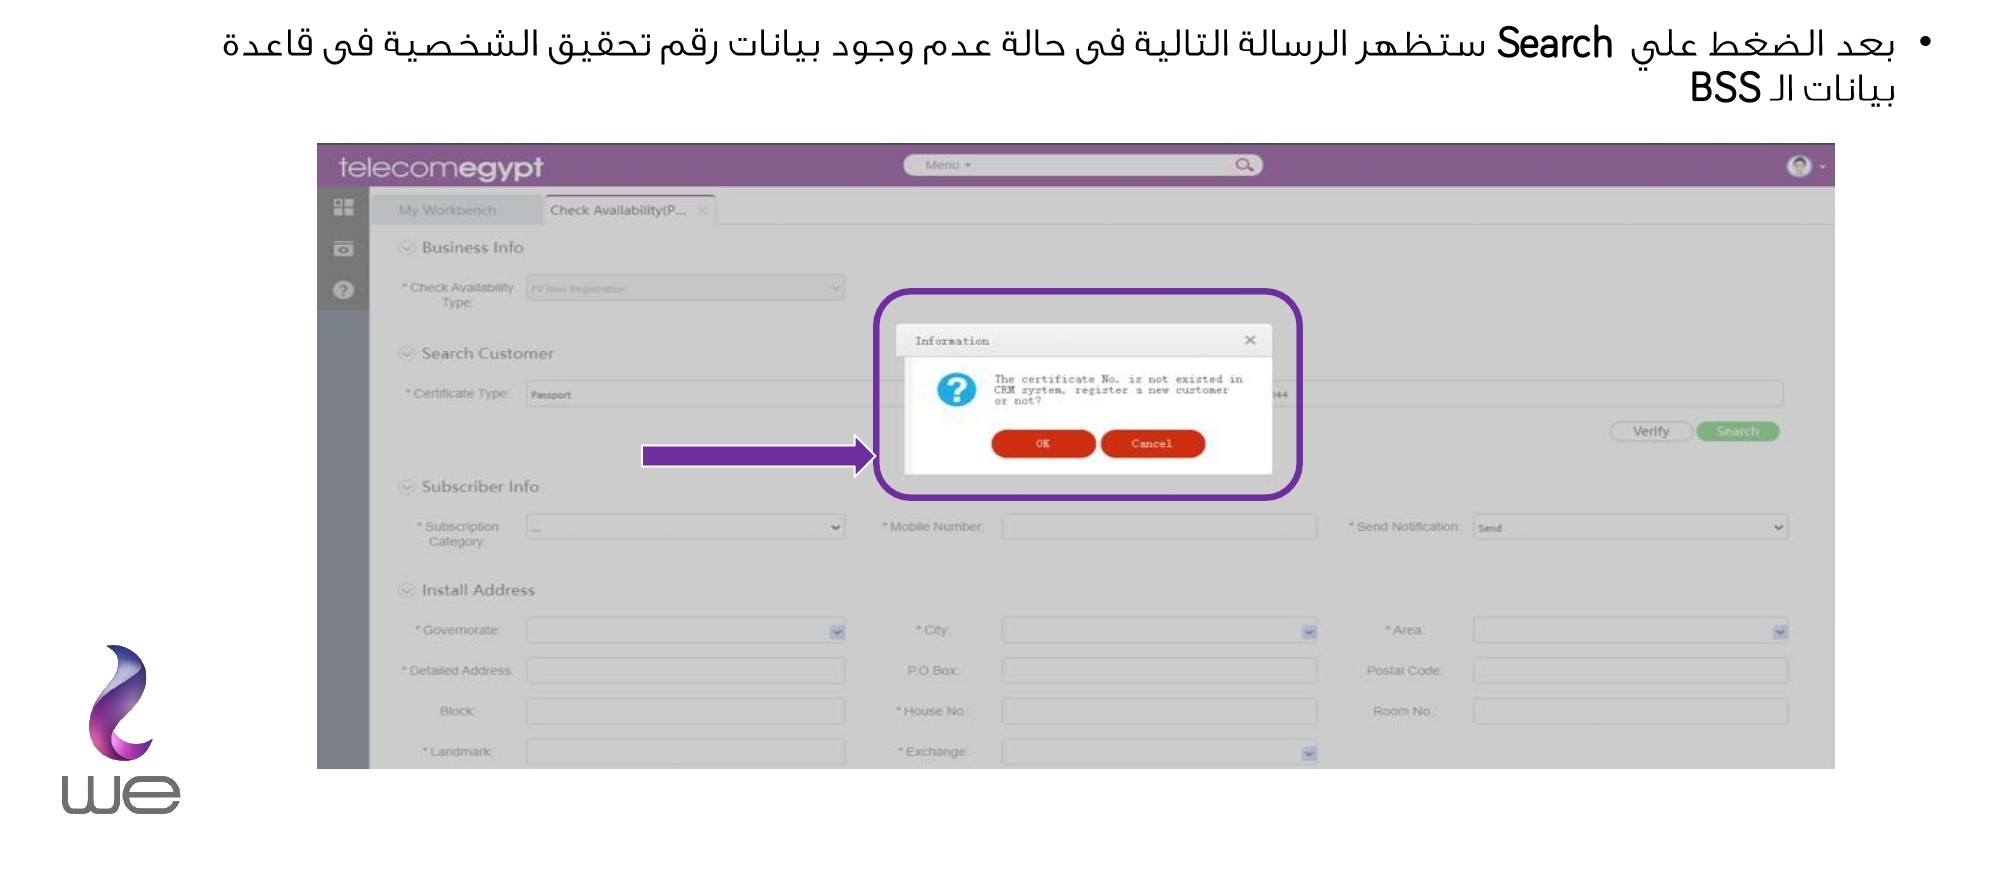 • بعد الضغط علي Search ستظهر الرسالة التالية فى حالة عدم وجود بيانات رقم تحقيق الشخصية فى قاعدة
بيانات الـ BSS
telecomegypt
Menu
My Workbench
Check Availability(P...
Business Info
* Check Availability
Type:
FV New Registration
Search Customer
* Certificate Type:
Passport
Information
The certificate No. is not existed in
CRM system, register a new customer
or not?
OK
Cancel
Verify
Search
Subscriber Info
* Subscription
Category:
...
* Mobile Number:
* Send Notification:
Send
Install Address
* Governorate:
* City:
* Area:
* Detailed Address:
P.O.Box:
Postal Code:
Block:
* House No.:
Room No.:
* Landmark:
* Exchange:
we